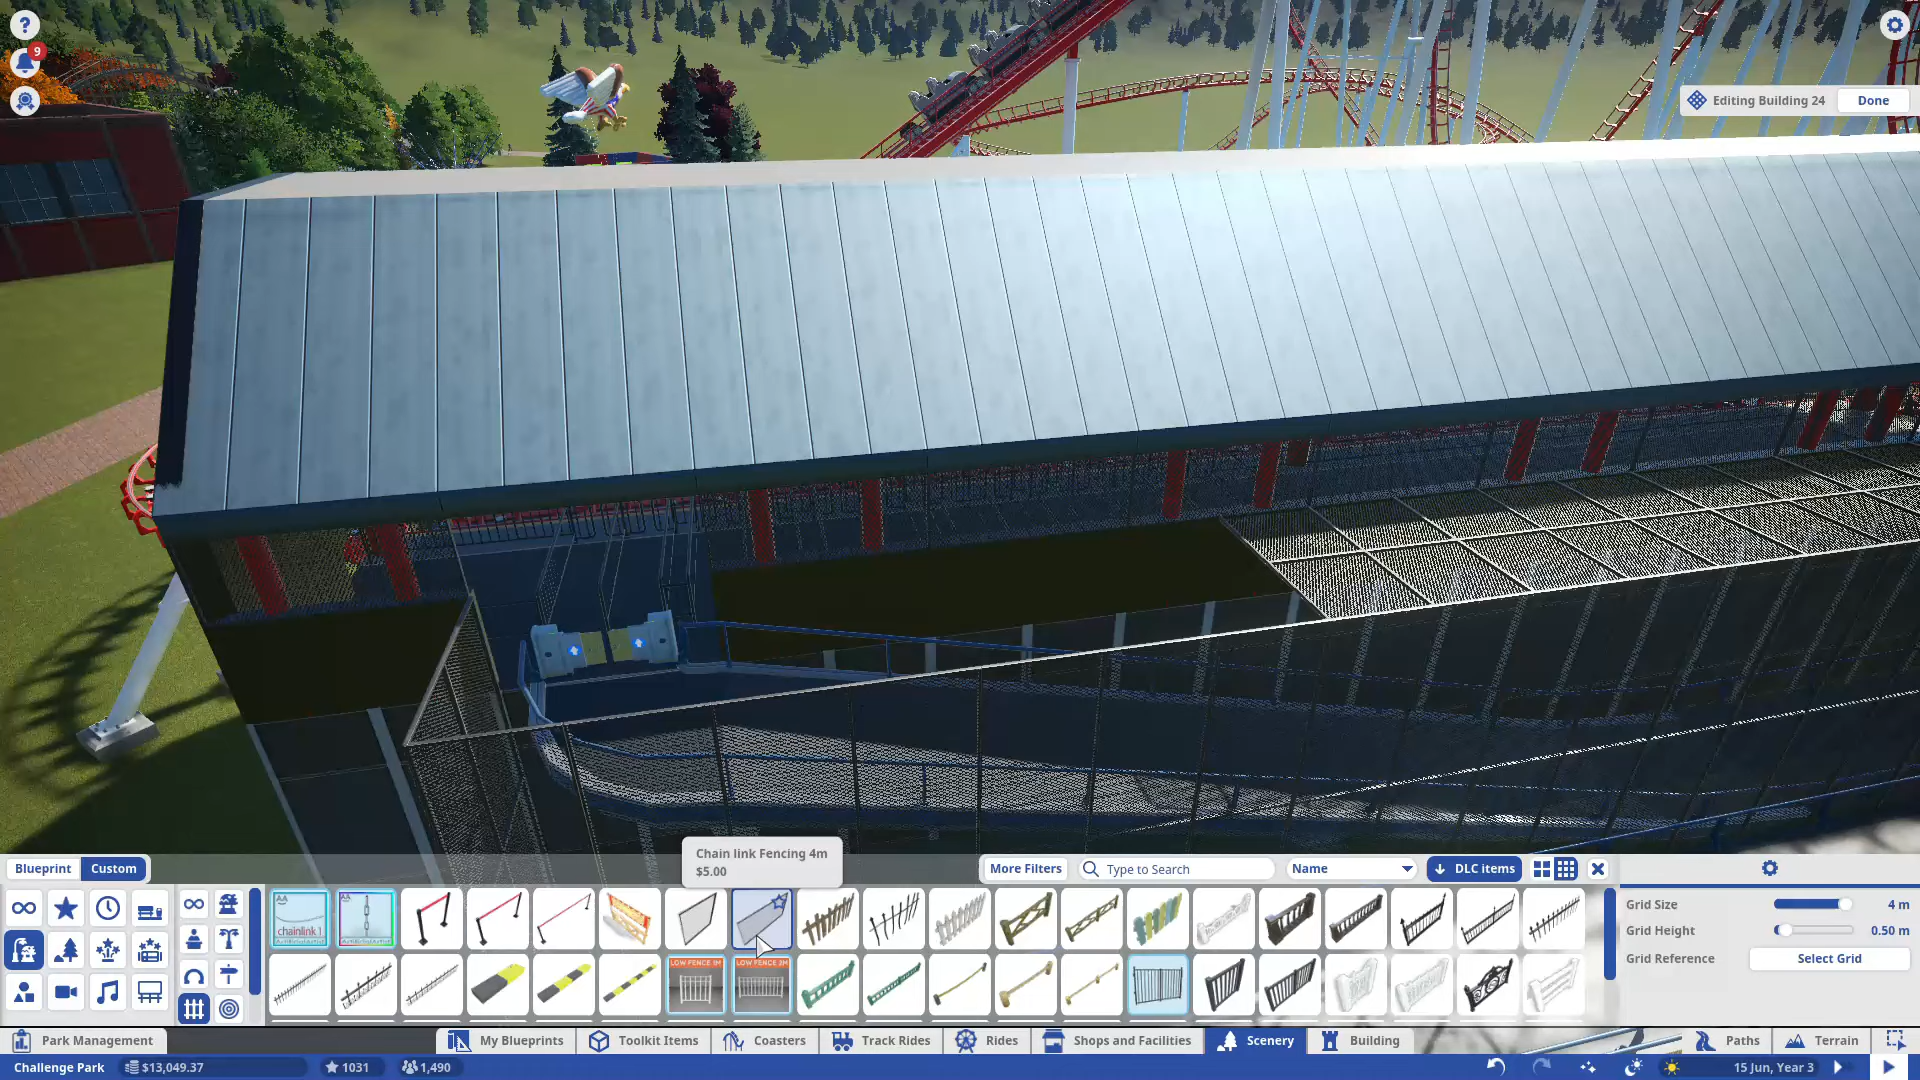 ?
9
Editing Building 24
Done
Chain link Fencing 4m
$5.00
Blueprint
Custom
More Filters
Type to Search
Name
DLC items
chainlink 1
LOW FENCE 1M
LOW FENCE 2M
Grid Size
4 m
Grid Height
0.50 m
Grid Reference
Select Grid
Park Management
My Blueprints
Toolkit Items
Coasters
Track Rides
Rides
Shops and Facilities
Scenery
Building
Paths
Terrain
Challenge Park
$13,049.37
1031
1,490
15 Jun, Year 3